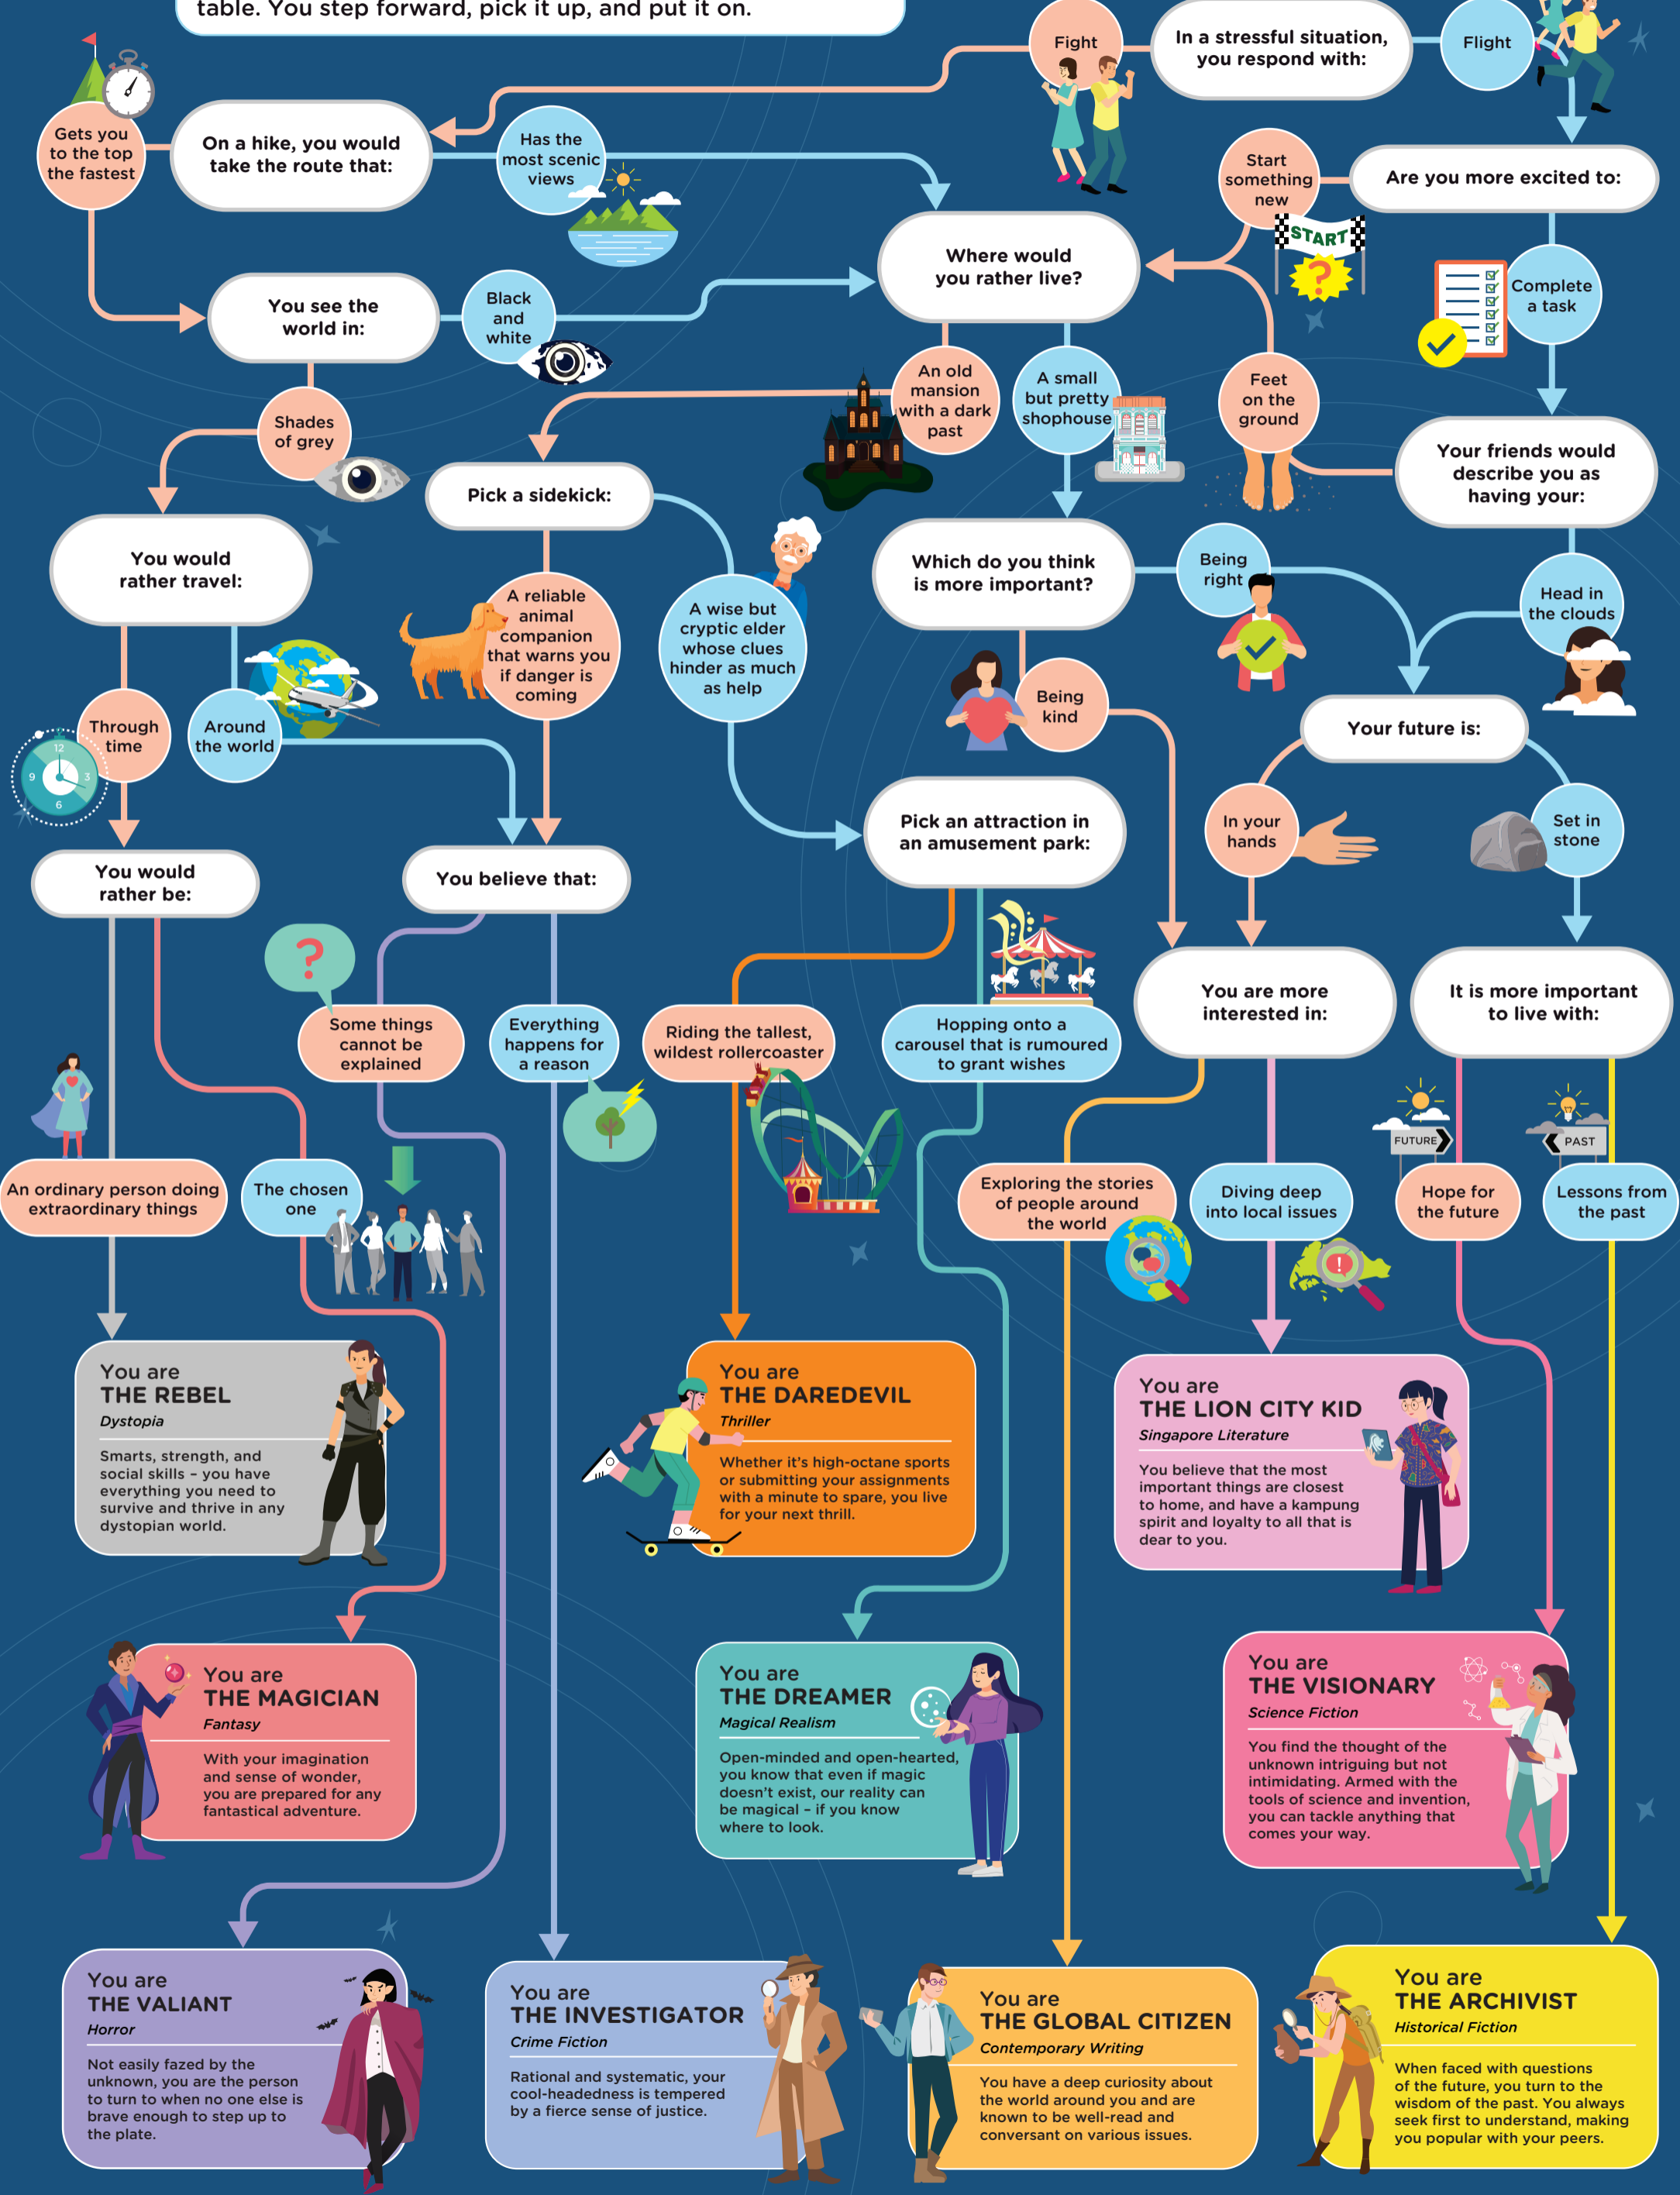 table. You step forward, pick it up, and put it on.
In a stressful situation,
you respond with:
Fight
Flight
On a hike, you would
take the route that:
Gets you
to the top
the fastest
Has the
most scenic
views
Are you more excited to:
Start
something
new
START
?
Complete
a task
Where would
you rather live?
You see the
world in:
Black
and
white
Shades
of grey
An old
mansion
with a dark
past
A small
but pretty
shophouse
Feet
on the
ground
Your friends would
describe you as
having your:
Head in
the clouds
Pick a sidekick:
A reliable
animal
companion
that warns you
if danger is
coming
A wise but
cryptic elder
whose clues
hinder as much
as help
Which do you think
is more important?
Being
right
Being
kind
You would
rather travel:
Through
time
12
3
6
9
Around
the world
Your future is:
In your
hands
Set in
stone
Pick an attraction in
an amusement park:
You would
rather be:
You believe that:
?
Some things
cannot be
explained
Everything
happens for
a reason
Riding the tallest,
wildest rollercoaster
Hopping onto a
carousel that is rumoured
to grant wishes
You are more
interested in:
It is more important
to live with:
FUTURE
PAST
An ordinary person doing
extraordinary things
The chosen
one
Exploring the stories
of people around
the world
Diving deep
into local issues
!
Hope for
the future
Lessons from
the past
You are
THE REBEL
Dystopia
Smarts, strength, and
social skills – you have
everything you need to
survive and thrive in any
dystopian world.
You are
THE DAREDEVIL
Thriller
Whether it's high-octane sports
or submitting your assignments
with a minute to spare, you live
for your next thrill.
You are
THE LION CITY KID
Singapore Literature
You believe that the most
important things are closest
to home, and have a kampung
spirit and loyalty to all that is
dear to you.
You are
THE MAGICIAN
Fantasy
With your imagination
and sense of wonder,
you are prepared for any
fantastical adventure.
You are
THE DREAMER
Magical Realism
Open-minded and open-hearted,
you know that even if magic
doesn't exist, our reality can
be magical – if you know
where to look.
You are
THE VISIONARY
Science Fiction
You find the thought of the
unknown intriguing but not
intimidating. Armed with the
tools of science and invention,
you can tackle anything that
comes your way.
You are
THE VALIANT
Horror
Not easily fazed by the
unknown, you are the person
to turn to when no one else is
brave enough to step up to
the plate.
You are
THE INVESTIGATOR
Crime Fiction
Rational and systematic, your
cool-headedness is tempered
by a fierce sense of justice.
You are
THE GLOBAL CITIZEN
Contemporary Writing
You have a deep curiosity about
the world around you and are
known to be well-read and
conversant on various issues.
You are
THE ARCHIVIST
Historical Fiction
When faced with questions
of the future, you turn to the
wisdom of the past. You always
seek first to understand, making
you popular with your peers.